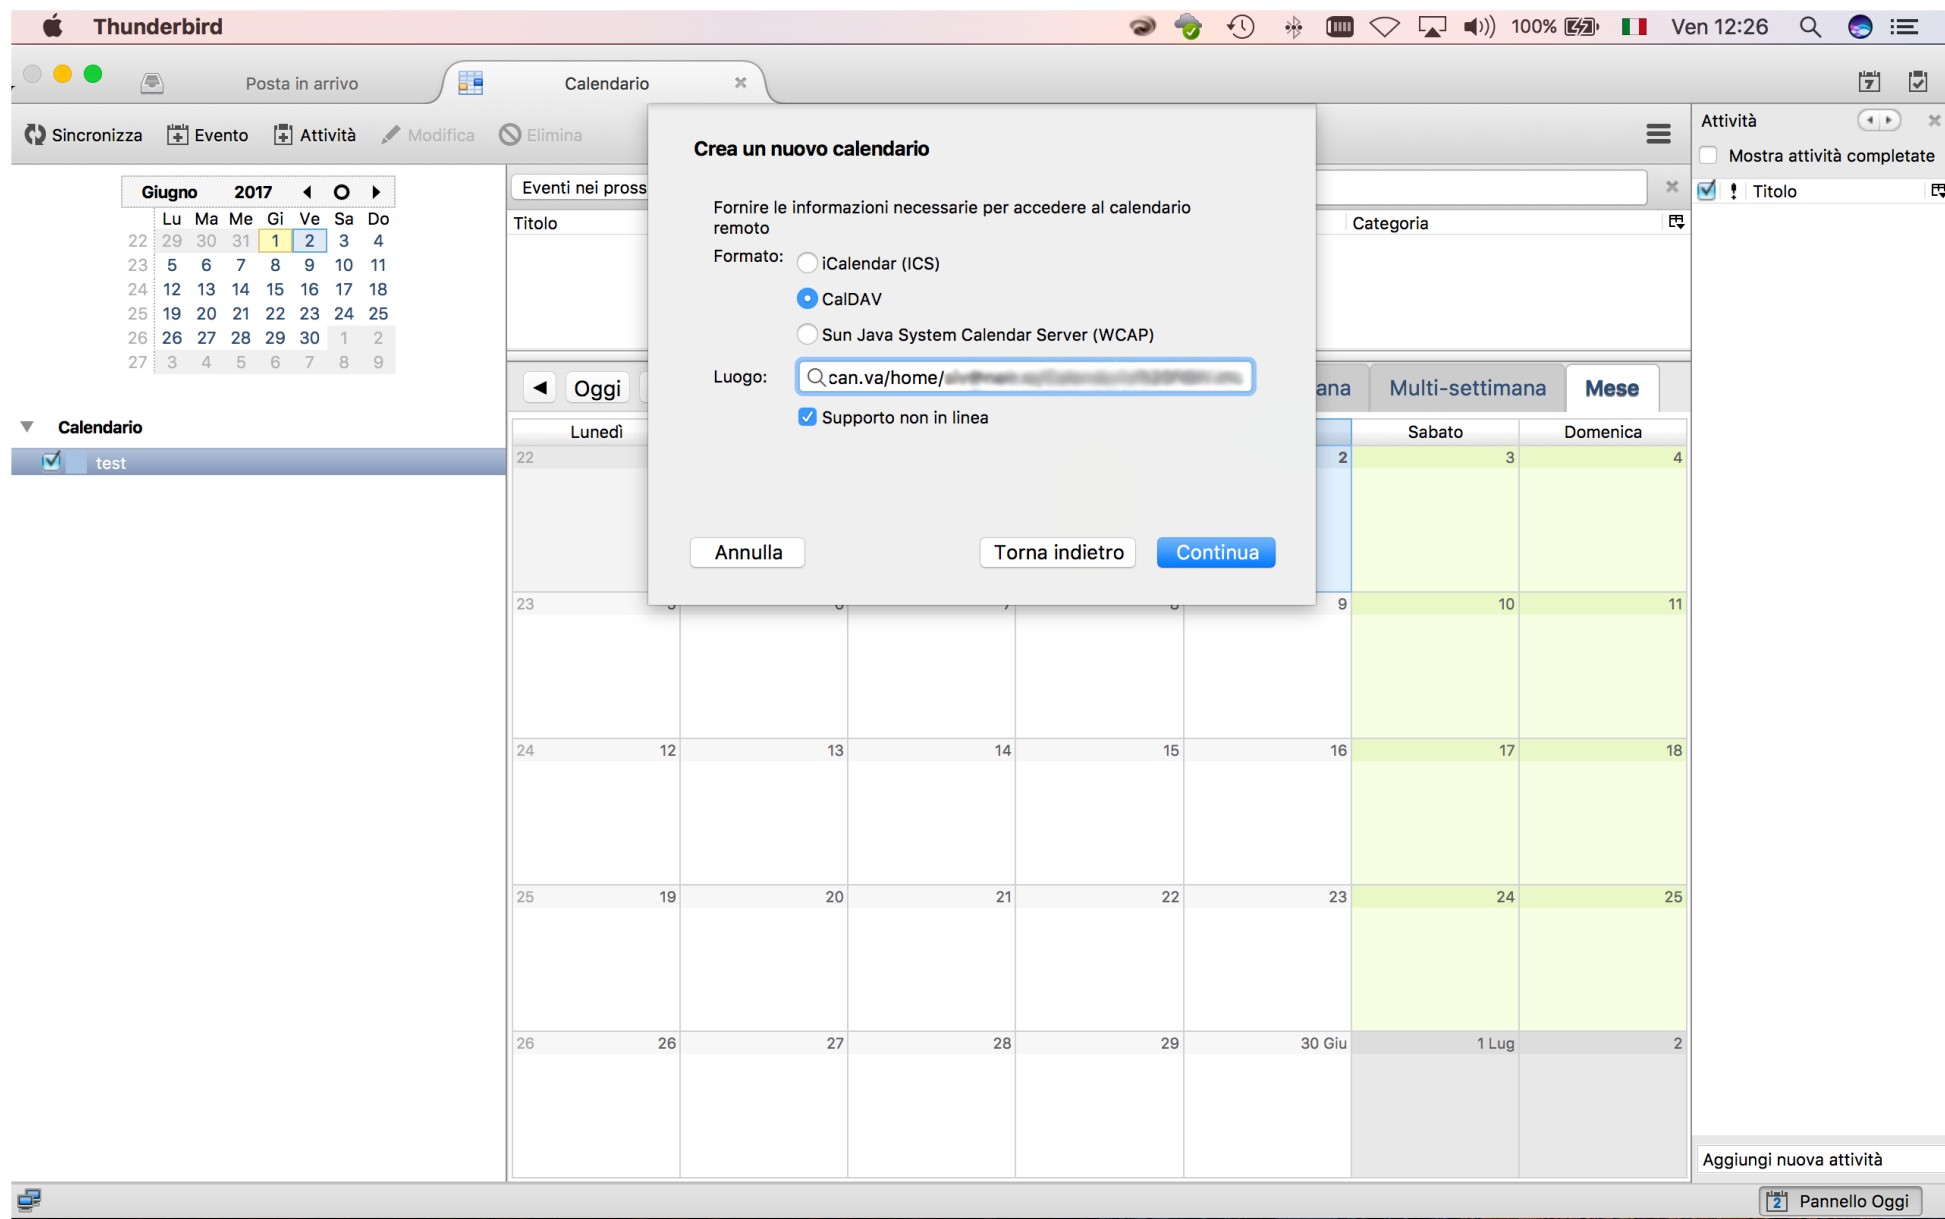 Thunderbird
100%
Ven 12:26
Posta in arrivo
Calendario
Sincronizza
Evento
Attività
Modifica
Elimina
Giugno 2017
Lu Ma Me Gi Ve Sa Do
22 29 30 31 1 2 3 4
23 5 6 7 8 9 10 11
24 12 13 14 15 16 17 18
25 19 20 21 22 23 24 25
26 26 27 28 29 30 1 2
27 3 4 5 6 7 8 9
Calendario
test
Eventi nei pross
Titolo
Categoria
Crea un nuovo calendario
Fornire le informazioni necessarie per accedere al calendario
remoto
Formato:
iCalendar (ICS)
CalDAV
Sun Java System Calendar Server (WCAP)
Luogo:
can.va/home/
Supporto non in linea
Annulla
Torna indietro
Continua
Oggi
ana
Multi-settimana
Mese
Lunedì
Sabato
Domenica
22 2 3 4
23 9 10 11
24 12 13 14 15 16 17 18
25 19 20 21 22 23 24 25
26 26 27 28 29 30 Giu 1 Lug 2
Attività
Mostra attività completate
Titolo
Aggiungi nuova attività
2 Pannello Oggi